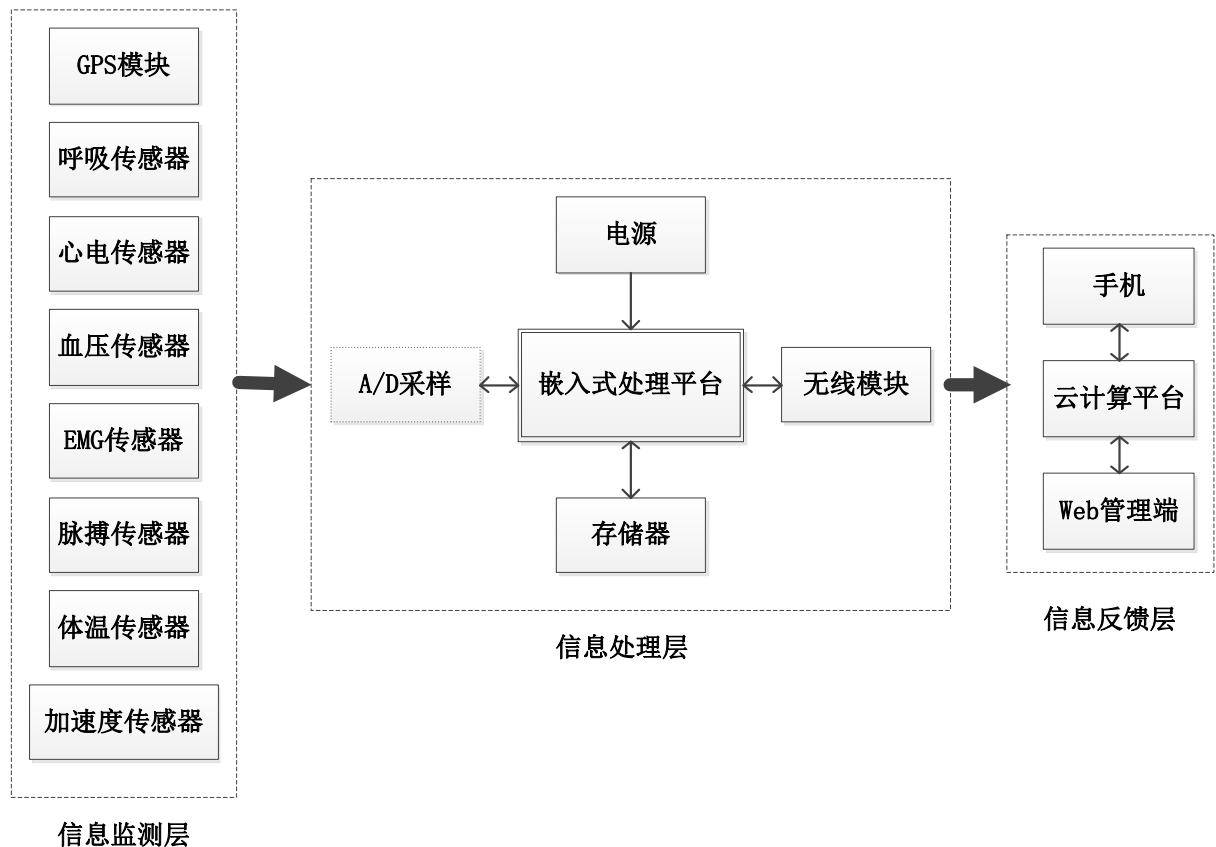 GPS模块
呼吸传感器
心电传感器
血压传感器
EMG传感器
脉搏传感器
体温传感器
加速度传感器
信息监测层
电源
A/D采样
嵌入式处理平台
无线模块
存储器
信息处理层
手机
云计算平台
Web管理端
信息反馈层